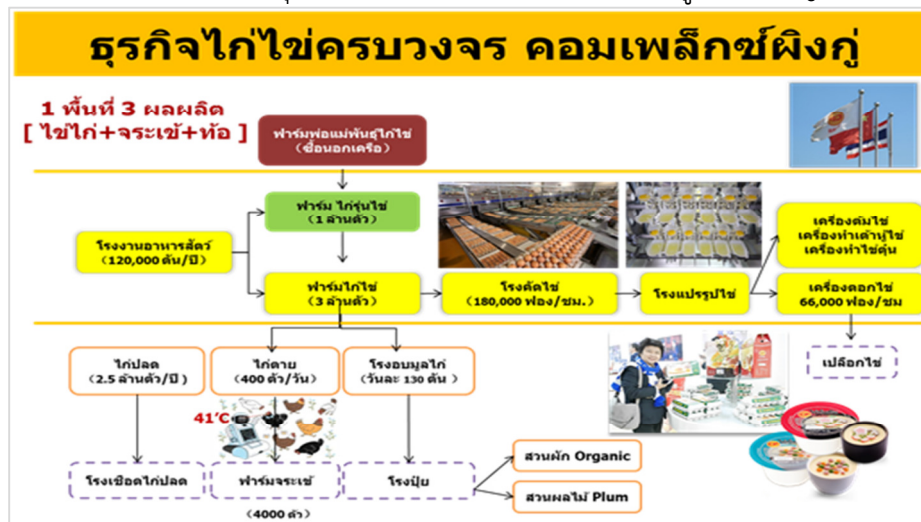 ธุรกิจไก่ไข่ครบวงจร คอมเพล็กซ์ผิงกู่
1 พื้นที่ 3 ผลผลิต
[ ไข่ไก่+จระเข้+ท้อ ]
ฟาร์มพ่อแม่พันธุ์ไก่ไข่
(ซื้อนอกเครือ)
ฟาร์ม ไก่รุ่นไข่
(1 ล้านตัว)
โรงงานอาหารสัตว์
(120,000 ตัน/ปี)
ฟาร์มไก่ไข่
(3 ล้านตัว)
โรงคัดไข่
(180,000 ฟอง/ชม.)
โรงแปรรูปไข่
เครื่องต้มไข่
เครื่องทำเต้าหู้ไข่
เครื่องทำไข่ตุ๋น
เครื่องตอกไข่
66,000 ฟอง/ชม
เปลือกไข่
ไก่ปลด
(2.5 ล้านตัว/ปี )
ไก่ตาย
(400 ตัว/วัน)
โรงอบมูลไก่
(วันละ 130 ตัน )
41'C
โรงเชือดไก่ปลด
ฟาร์มจระเข้
(4000 ตัว)
โรงปุ๋ย
สวนผัก Organic
สวนผลไม้ Plum